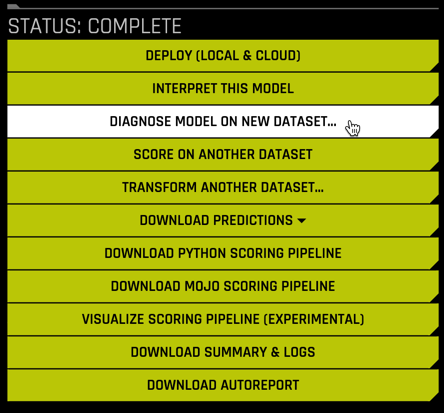 STATUS: COMPLETE
DEPLOY (LOCAL & CLOUD)
INTERPRET THIS MODEL
DIAGNOSE MODEL ON NEW DATASET...
SCORE ON ANOTHER DATASET
TRANSFORM ANOTHER DATASET...
DOWNLOAD PREDICTIONS
DOWNLOAD PYTHON SCORING PIPELINE
DOWNLOAD MOJO SCORING PIPELINE
VISUALIZE SCORING PIPELINE (EXPERIMENTAL)
DOWNLOAD SUMMARY & LOGS
DOWNLOAD AUTOREPORT